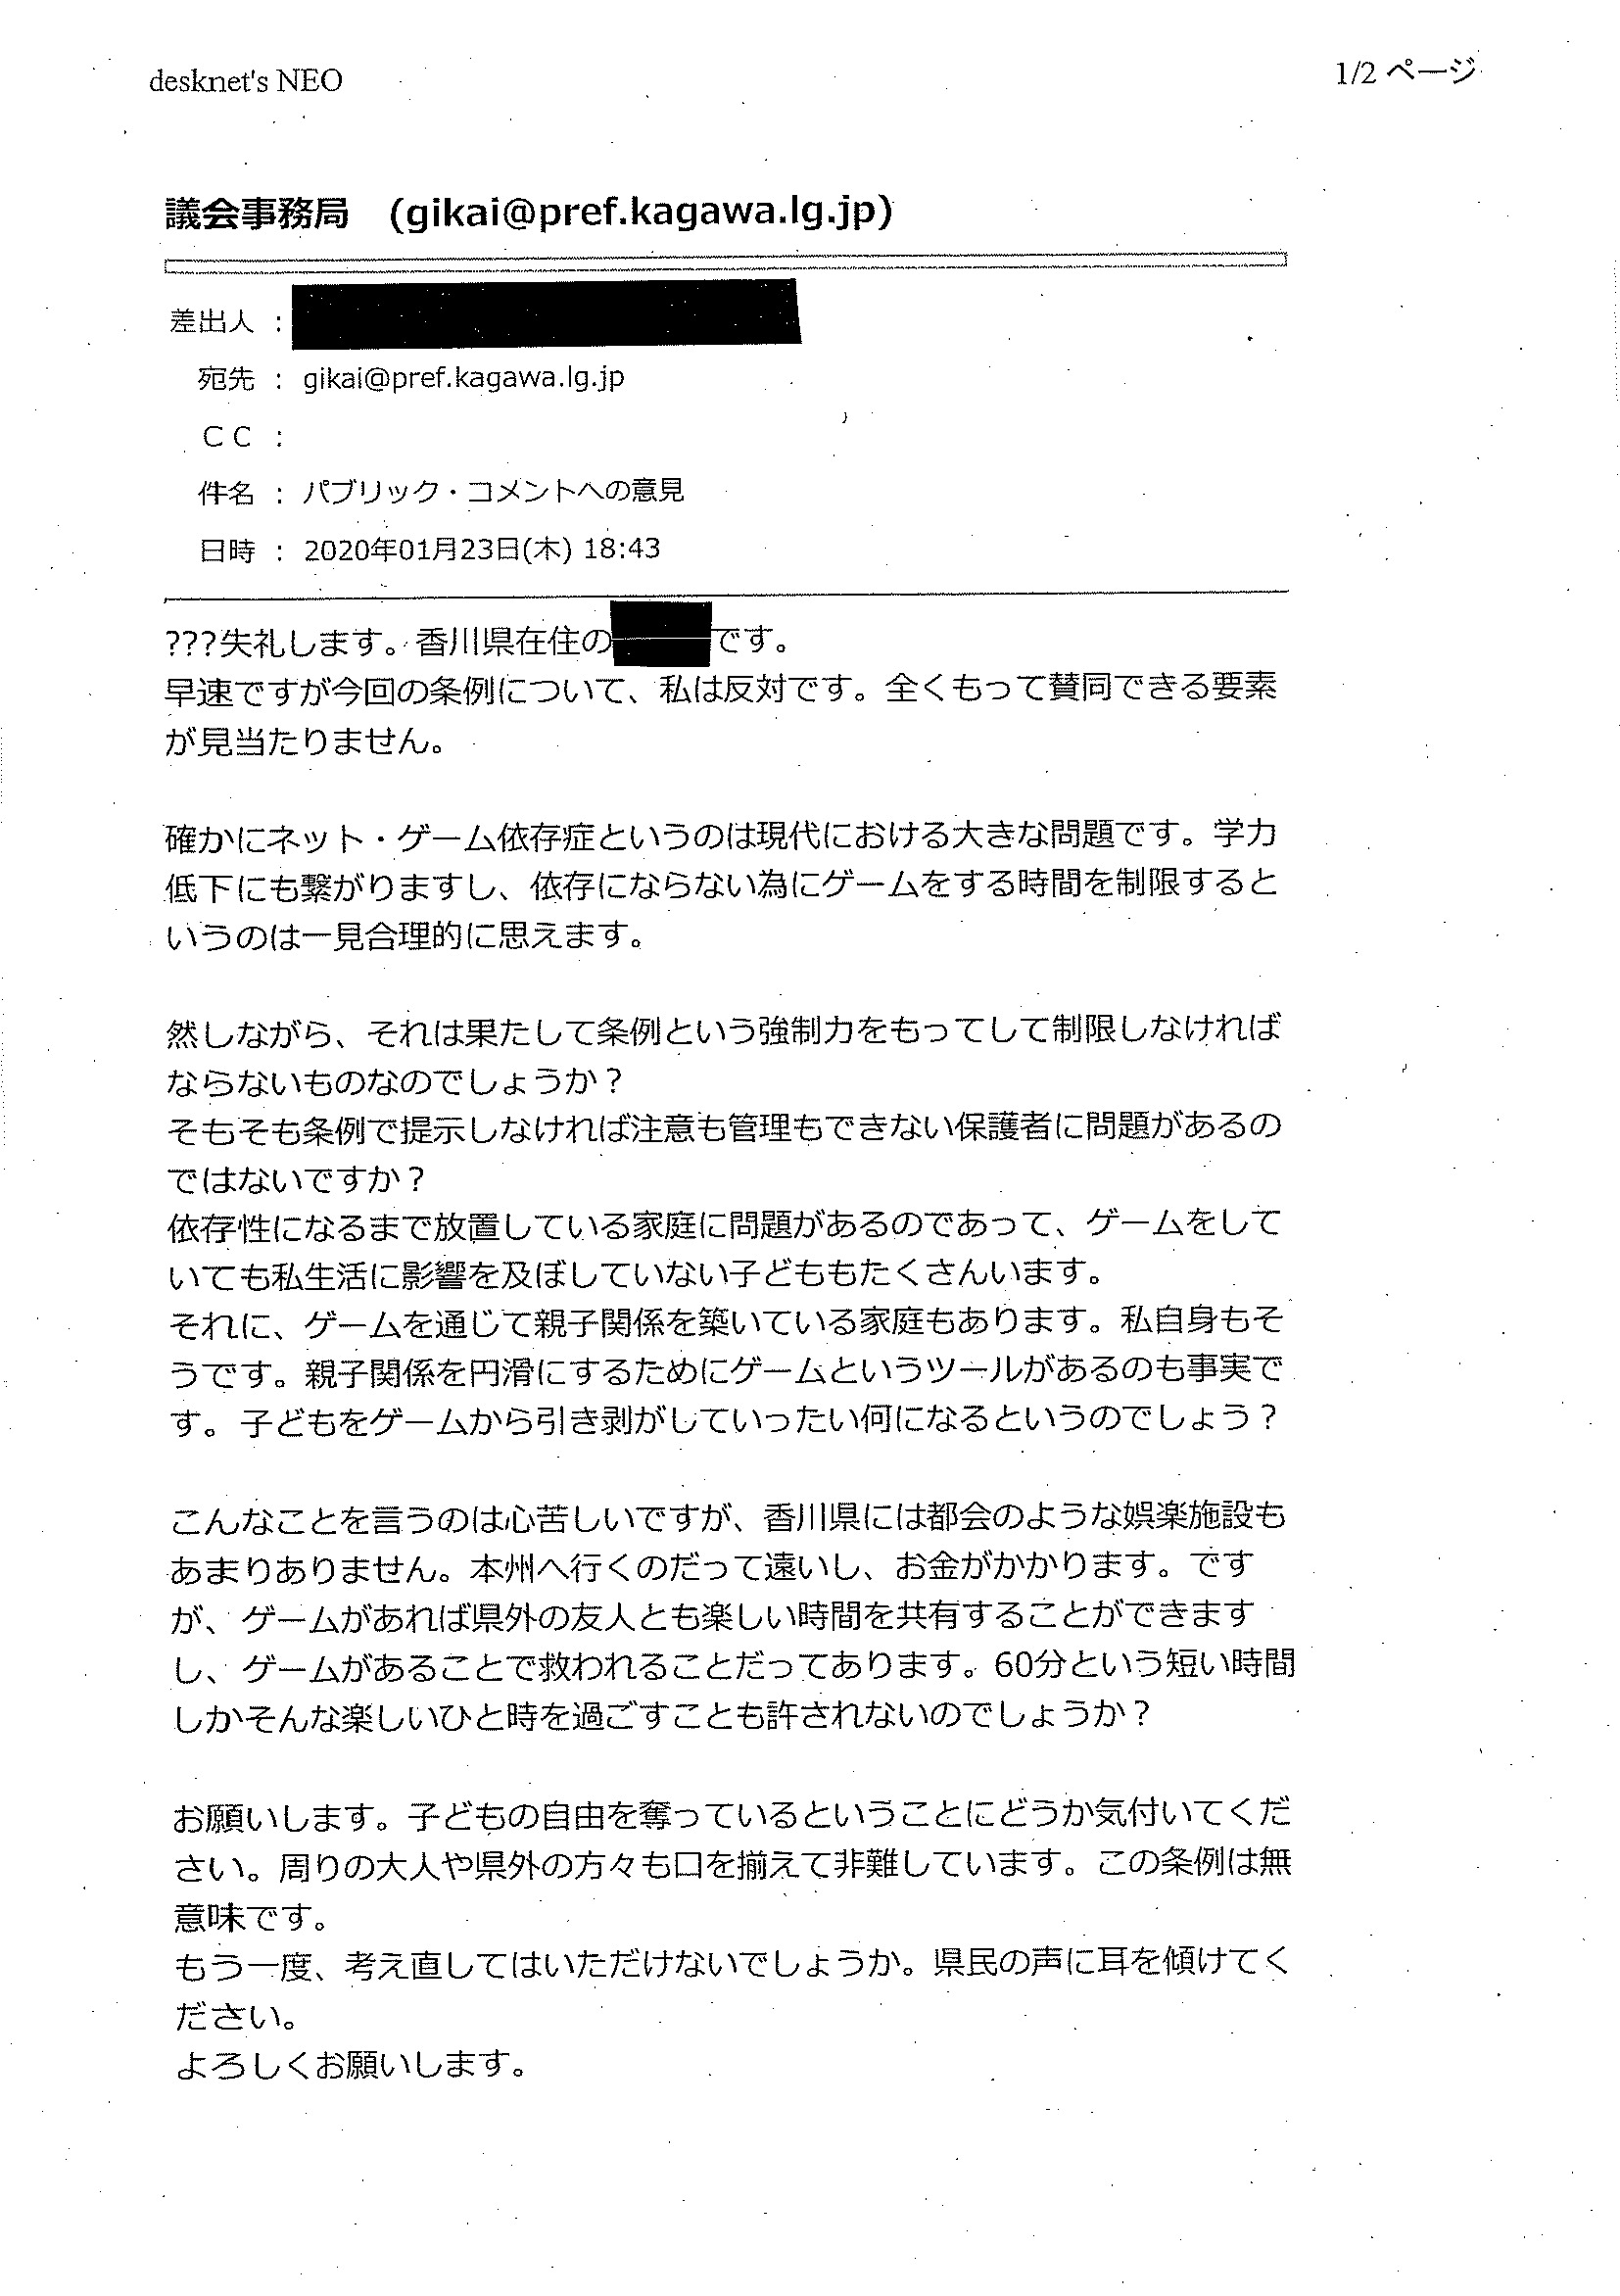 desknet's NEO
1/2 ページ
議会事務局 (gikai@pref.kagawa.lg.jp)
差出人 :
宛先 : gikai@pref.kagawa.lg.jp
CC :
件名 : パブリック・コメントへの意見
日時 : 2020年01月23日(木) 18:43
???失礼します。香川県在住の です。
早速ですが今回の条例について、私は反対です。全くもって賛同できる要素
が見当たりません。
確かにネット・ゲーム依存症というのは現代における大きな問題です。学力
低下にも繋がりますし、依存にならない為にゲームをする時間を制限すると
いうのは一見合理的に思えます。
然しながら、それは果たして条例という強制力をもってして制限しなければ
ならないものなのでしょうか？
そもそも条例で提示しなければ注意も管理もできない保護者に問題があるの
ではないですか？
依存性になるまで放置している家庭に問題があるのであって、ゲームをして
いても私生活に影響を及ぼしていない子どももたくさんいます。
それに、ゲームを通じて親子関係を築いている家庭もあります。私自身もそ
うです。親子関係を円滑にするためにゲームというツールがあるのも事実で
す。子どもをゲームから引き剥がしていったい何になるというのでしょう？
こんなことを言うのは心苦しいですが、香川県には都会のような娯楽施設も
あまりありません。本州へ行くのだって遠いし、お金がかかります。です
が、ゲームがあれば県外の友人とも楽しい時間を共有することができます
し、ゲームがあることで救われることだってあります。60分という短い時間
しかそんな楽しいひと時を過ごすことも許されないのでしょうか？
お願いします。子どもの自由を奪っているということにどうか気付いてくだ
さい。周りの大人や県外の方々も口を揃えて非難しています。この条例は無
意味です。
もう一度、考え直してはいただけないでしょうか。県民の声に耳を傾けてく
ださい。
よろしくお願いします。